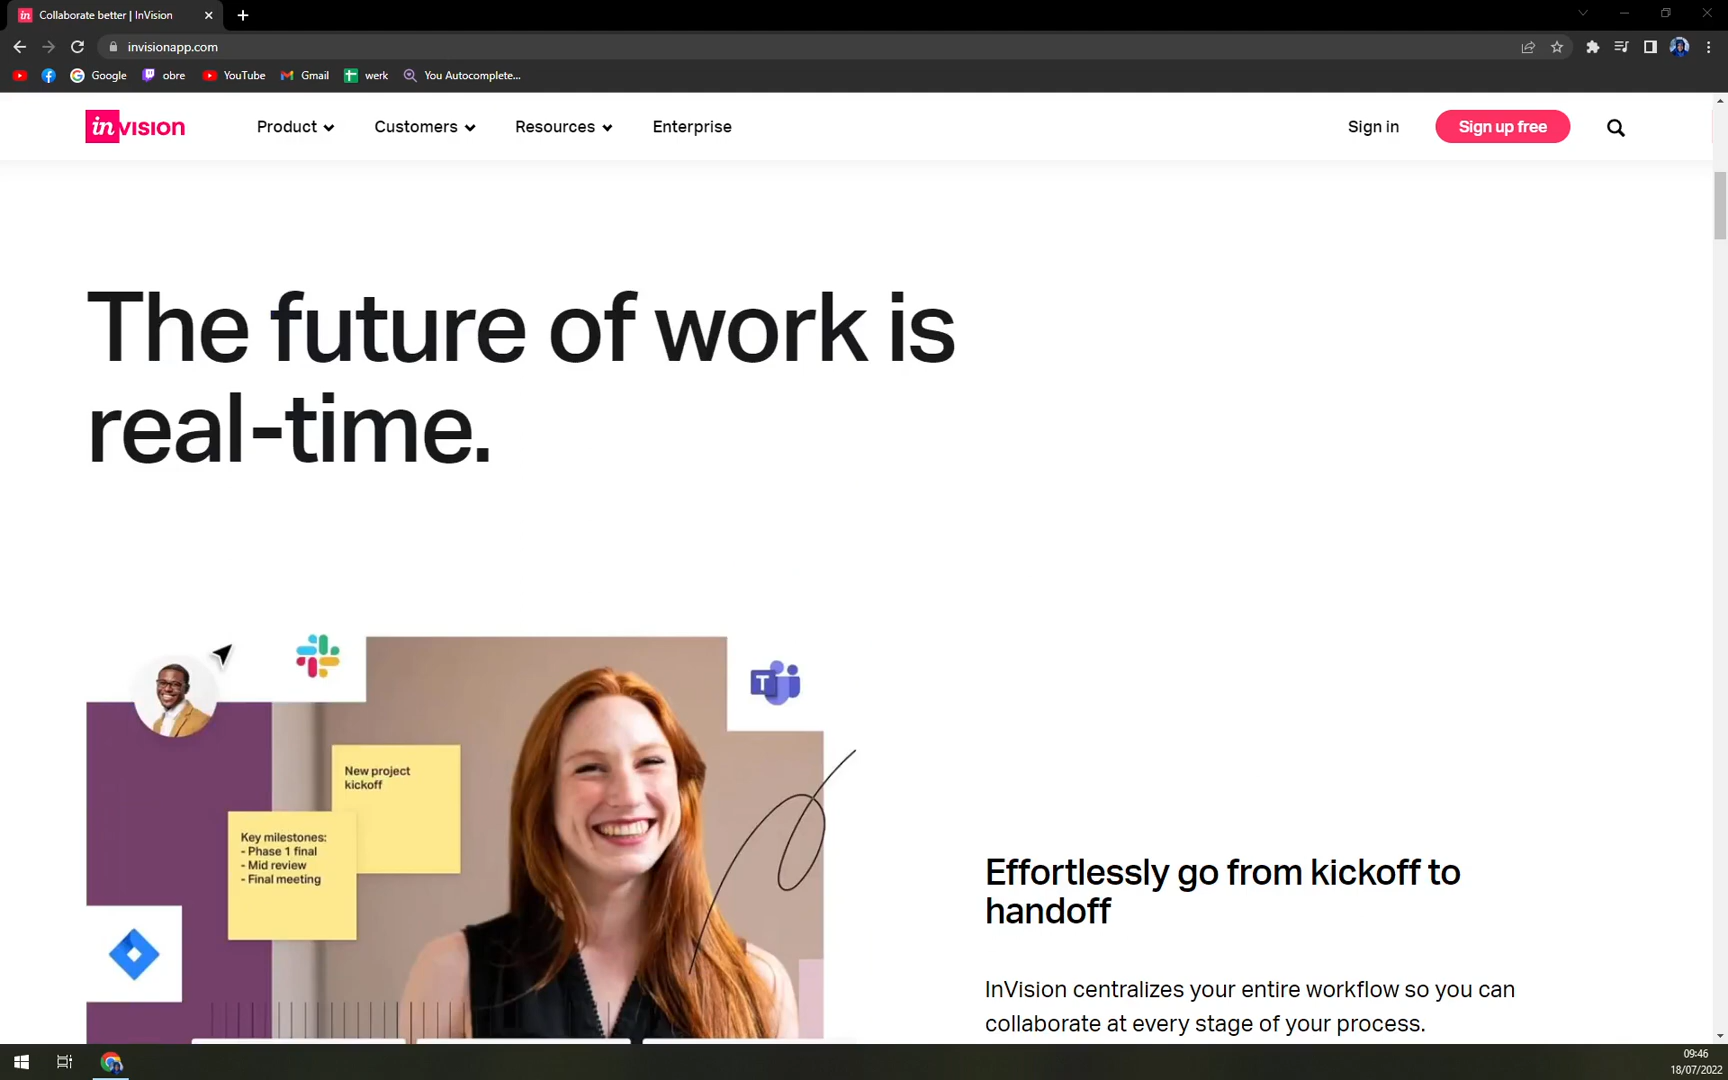 Collaborate better | InVision
invisionapp.com
Google
obre
YouTube
Gmail
werk
You Autocomplete...
invision
Product
Customers
Resources
Enterprise
Sign in
Sign up free
The future of work is
real-time.
T
New project
kickoff
Key milestones:
- Phase 1 final
- Mid review
- Final meeting
Effortlessly go from kickoff to
handoff
InVision centralizes your entire workflow so you can
collaborate at every stage of your process.
09:46
18/07/2022